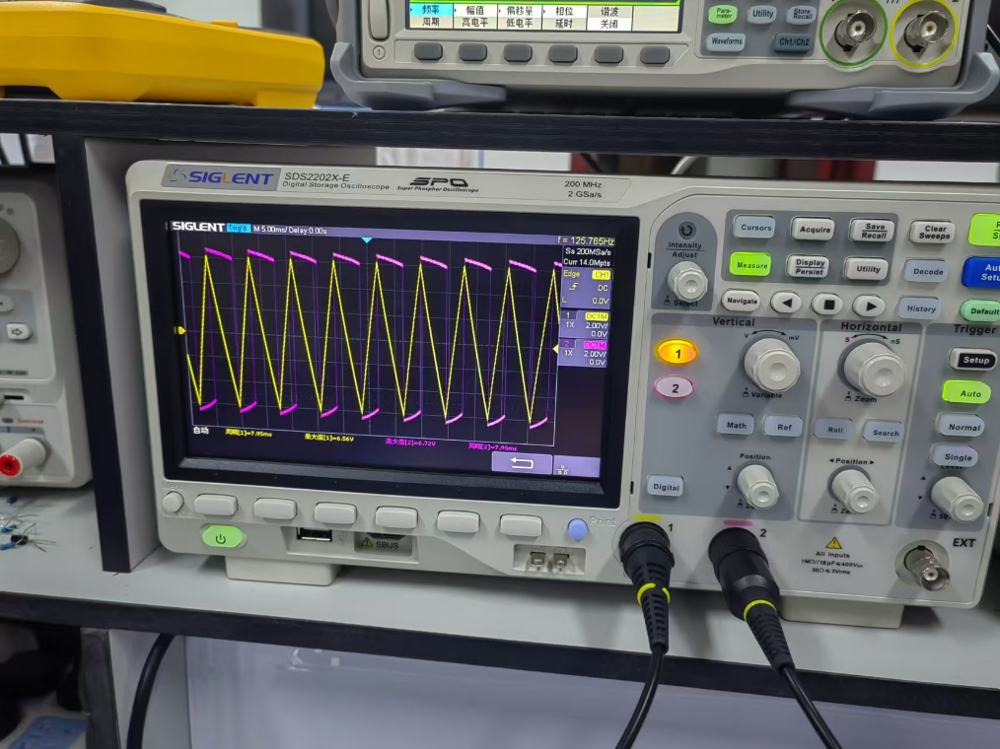 频率 幅值 偏移量 相位 谐波
周期 高电平 低电平 延时 关闭
Para-
meter
Utility
Store
Recall
Waveforms
Ch1/Ch2
SIGLENT
SDS2202X-E
Digital Storage Oscilloscope
SPO
Super Phosphor Oscilloscope
200 MHz
2 GSa/s
SIGLENT Trig'd M 5.00ms/ Delay:0.00s
f = 125.765Hz
Sa 200MSa/s
Curr 14.0Mpts
Edge CH1
DC
L 0.0V
1 DC1M
1X 2.00V/
0.0V
2 DC1M
1X 2.00V/
0.0V
自动 周期[1]=7.95ms 最大值[1]=6.56V 最大值[2]=6.72V 周期[2]=7.95ms
Intensity
Adjust
Select
Cursors
Acquire
Save
Recall
Clear
Sweeps
Measure
Display
Persist
Utility
Decode
Navigate
History
Default
Vertical
Horizontal
Trigger
V mV
S nS
Variable
Zoom
1
2
Math
Ref
Roll
Search
Setup
Auto
Normal
Single
Level
Position
Position
Digital
Print
SBUS
1
2
All Inputs
EXT